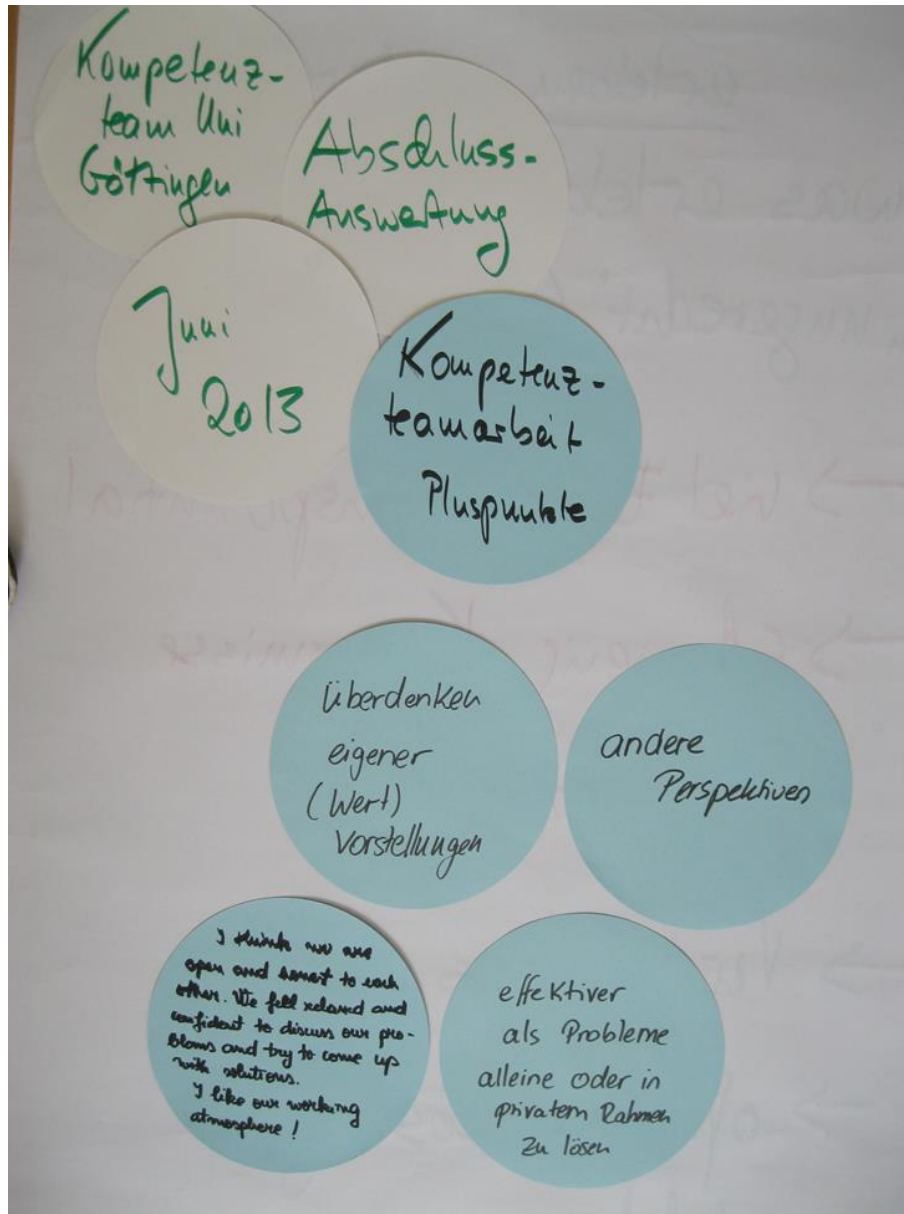 Kompetenz-
team Uni
Göttingen
Abschluss-
Auswertung
Juni
2013
Kompetenz-
teamarbeit
Pluspunkte
überdenken
eigener
(Wert)
Vorstellungen
andere
Perspektiven
I think we are
open and honest to each
other. We fell relaxed and
confident to discuss our pro-
blems and try to come up
with solutions.
I like our working
atmosphere!
effektiver
als Probleme
alleine oder in
privatem Rahmen
zu lösen